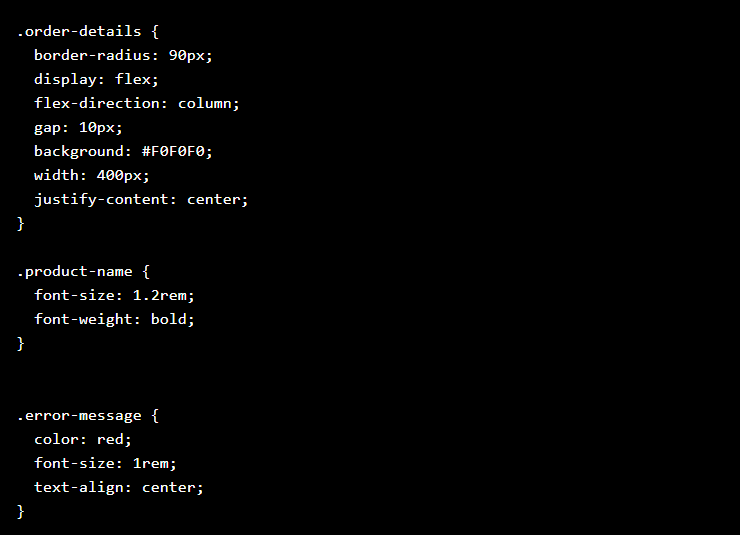 .order-details {
  border-radius: 90px;
  display: flex;
  flex-direction: column;
  gap: 10px;
  background: #F0F0F0;
  width: 400px;
  justify-content: center;
}

.product-name {
  font-size: 1.2rem;
  font-weight: bold;
}


.error-message {
  color: red;
  font-size: 1rem;
  text-align: center;
}